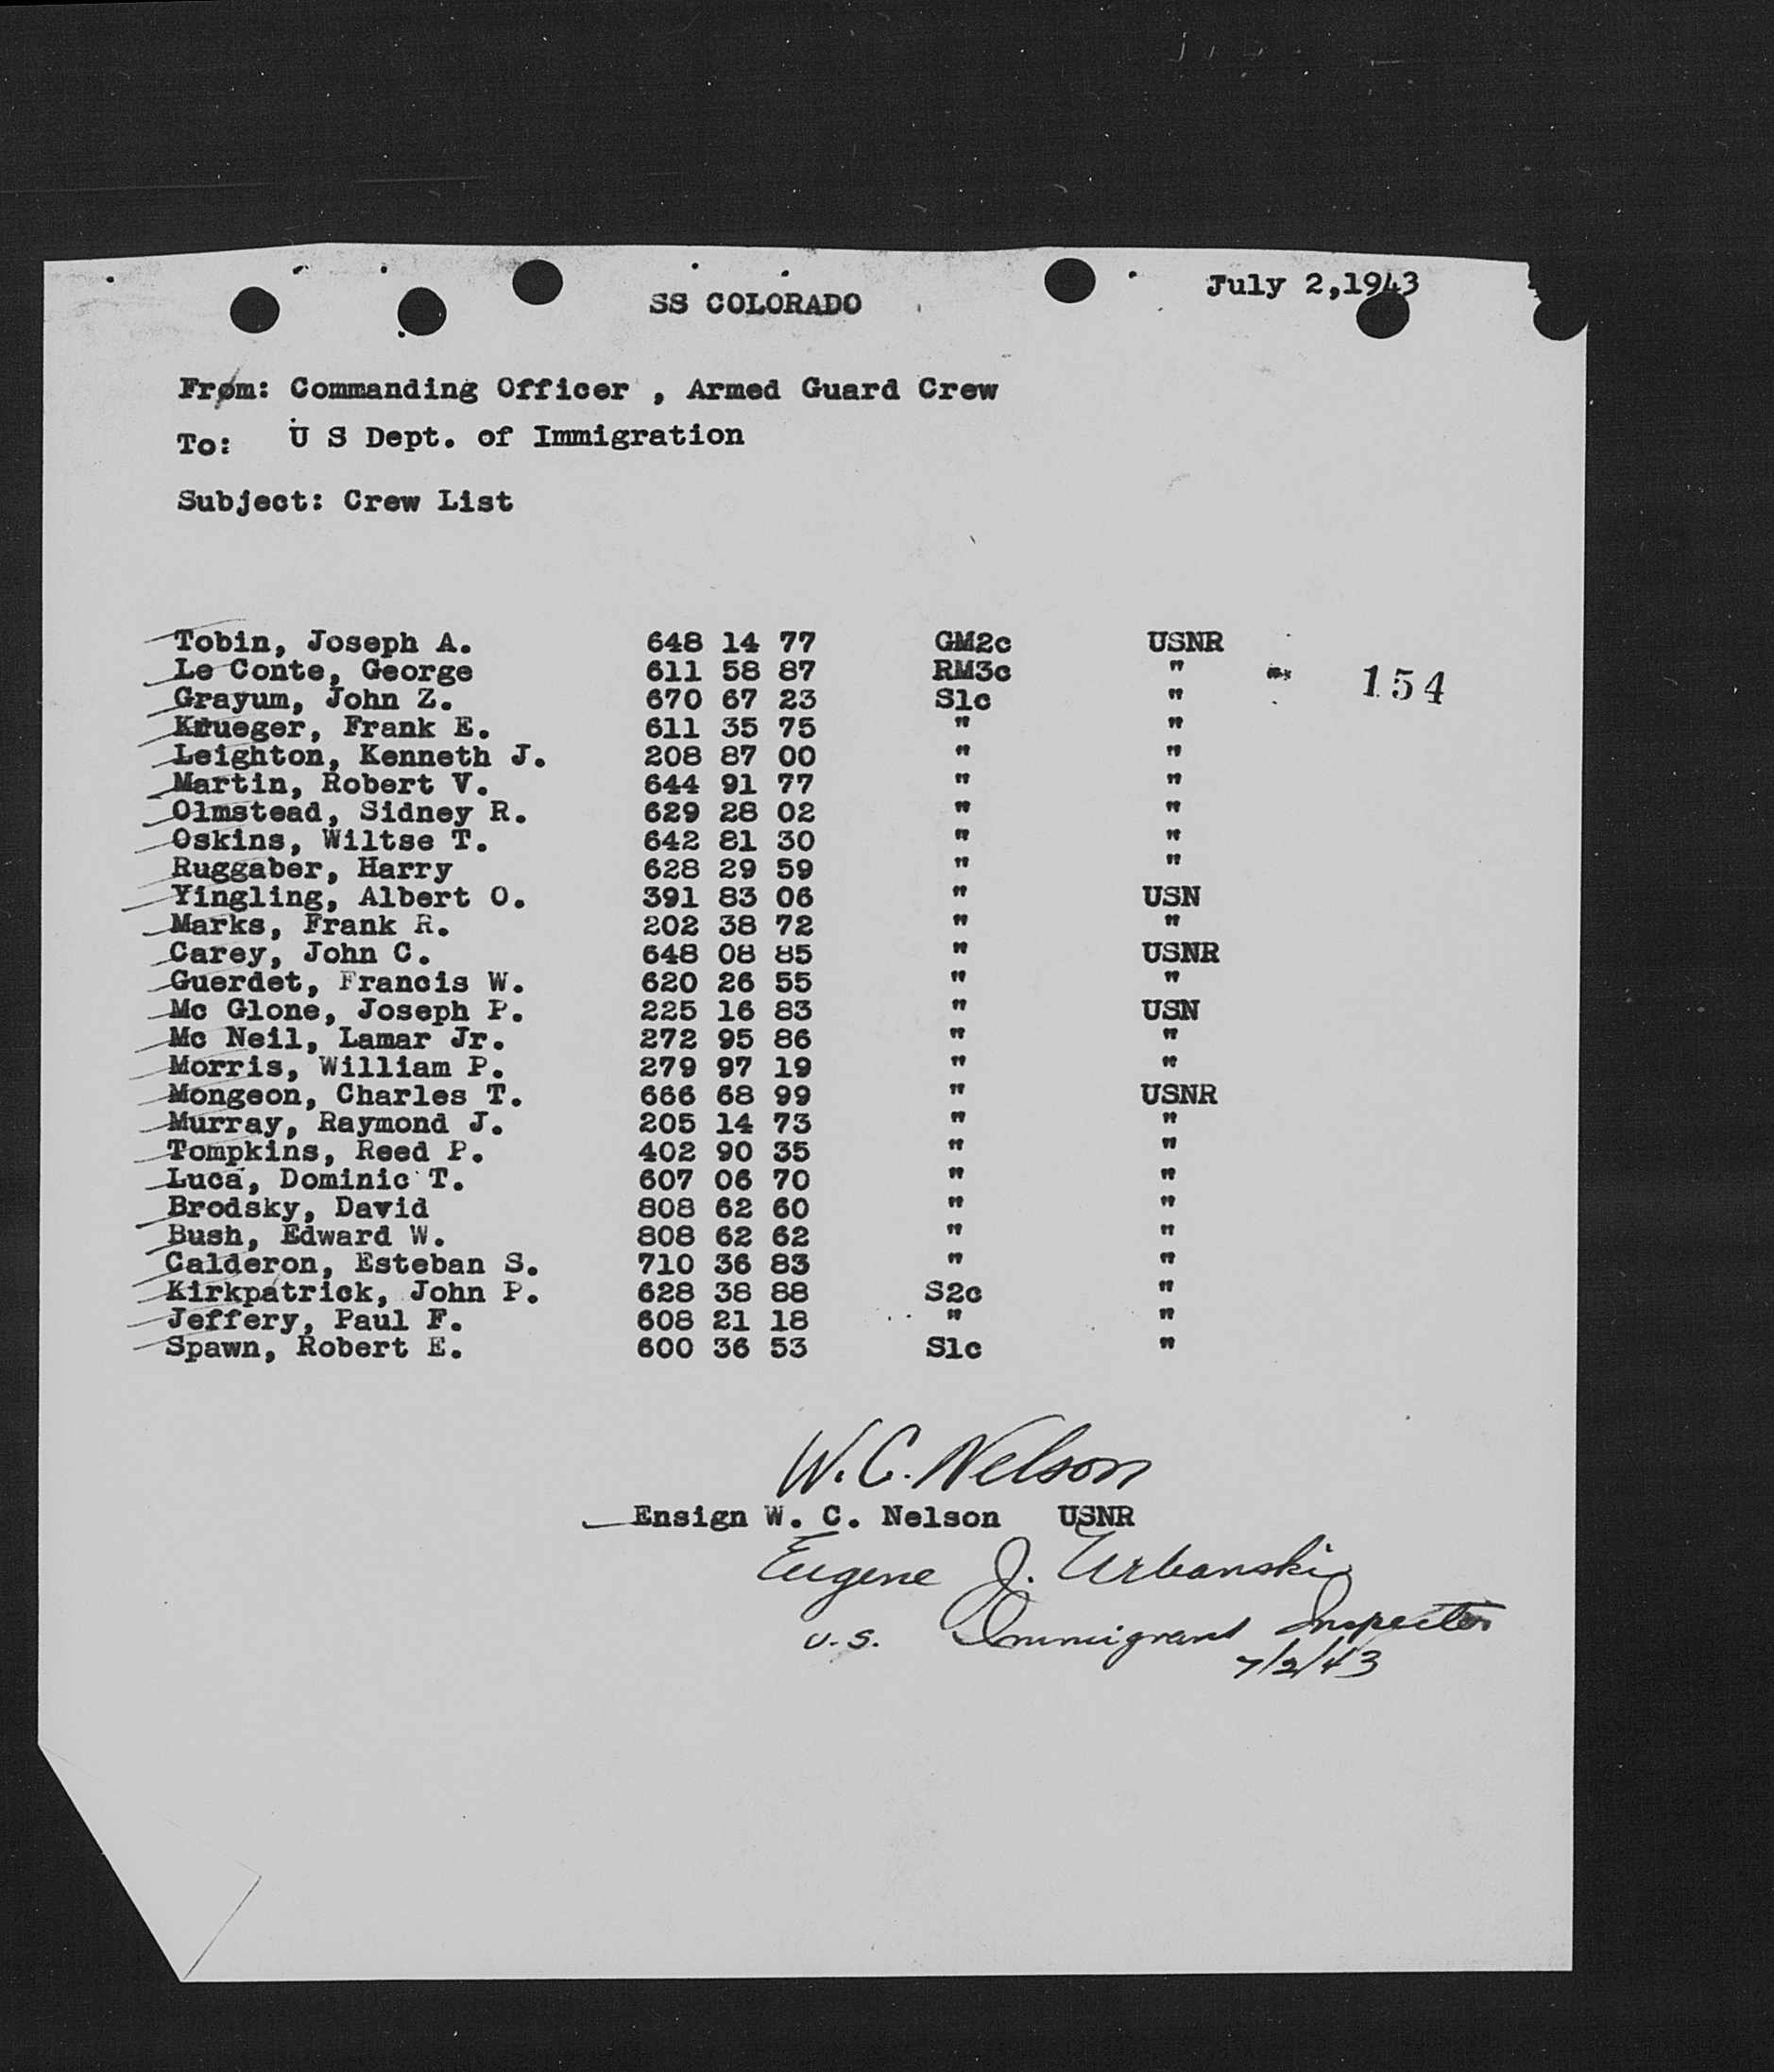 July 2,1943
SS COLORADO
From: Commanding Officer , Armed Guard Crew
To: U S Dept. of Immigration
Subject: Crew List
Tobin, Joseph A. 648 14 77 GM2c USNR
Le Conte, George 611 58 87 RM3c " 154
Grayum, John Z. 670 67 23 S1c "
Krueger, Frank E. 611 35 75 " "
Leighton, Kenneth J. 208 87 00 " "
Martin, Robert V. 644 91 77 " "
Olmstead, Sidney R. 629 28 02 " "
Oskins, Wiltse T. 642 81 30 " "
Ruggaber, Harry 628 29 59 " "
Yingling, Albert O. 391 83 06 " USN
Marks, Frank R. 202 38 72 " "
Carey, John C. 648 08 85 " USNR
Guerdet, Francis W. 620 26 55 " "
Mc Glone, Joseph P. 225 16 83 " USN
Mc Neil, Lamar Jr. 272 95 86 " "
Morris, William P. 279 97 19 " "
Mongeon, Charles T. 666 68 99 " USNR
Murray, Raymond J. 205 14 73 " "
Tompkins, Reed P. 402 90 35 " "
Luca, Dominic T. 607 06 70 " "
Brodsky, David 808 62 60 " "
Bush, Edward W. 808 62 62 " "
Calderon, Esteban S. 710 36 83 " "
Kirkpatrick, John P. 628 38 88 S2c "
Jeffery, Paul F. 608 21 18 " "
Spawn, Robert E. 600 36 53 S1c "
W. C. Nelson
Ensign W. C. Nelson USNR
Eugene J. Urbanski
U.S. Immigrant Inspector
7/2/43